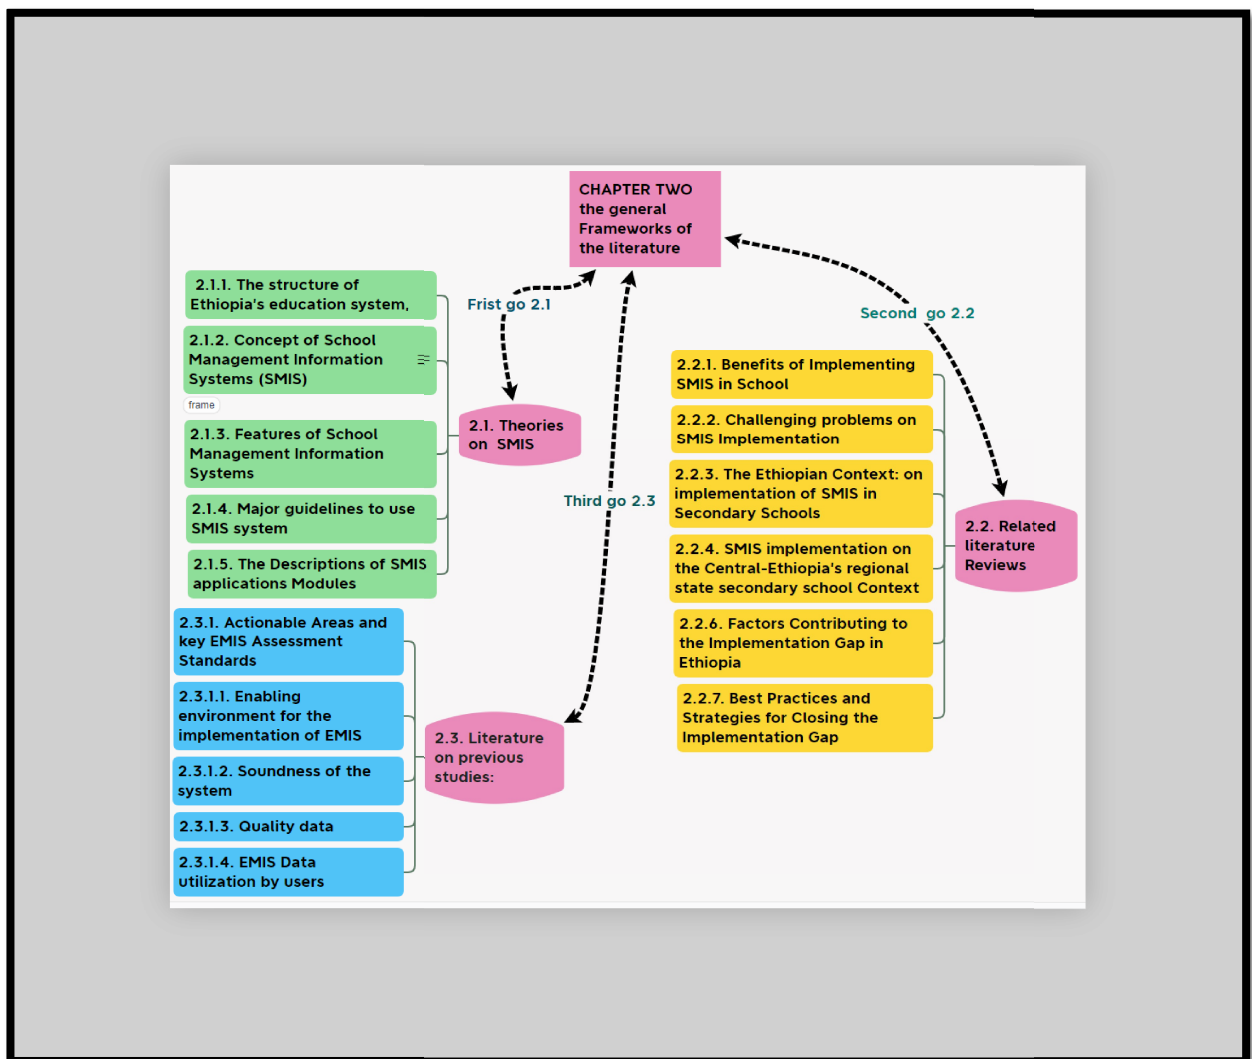 CHAPTER TWO
the general
Frameworks of
the literature
Frist go 2.1
Second  go 2.2
Third go 2.3
2.1. Theories
on  SMIS
2.1.1. The structure of
Ethiopia's education system,
2.1.2. Concept of School
Management Information
Systems (SMIS)
frame
2.1.3. Features of School
Management Information
Systems
2.1.4. Major guidelines to use
SMIS system
2.1.5. The Descriptions of SMIS
applications Modules
2.2. Related
literature
Reviews
2.2.1. Benefits of Implementing
SMIS in School
2.2.2. Challenging problems on
SMIS Implementation
2.2.3. The Ethiopian Context: on
implementation of SMIS in
Secondary Schools
2.2.4. SMIS implementation on
the Central-Ethiopia's regional
state secondary school Context
2.2.6. Factors Contributing to
the Implementation Gap in
Ethiopia
2.2.7. Best Practices and
Strategies for Closing the
Implementation Gap
2.3. Literature
on previous
studies:
2.3.1. Actionable Areas and
key EMIS Assessment
Standards
2.3.1.1. Enabling
environment for the
implementation of EMIS
2.3.1.2. Soundness of the
system
2.3.1.3. Quality data
2.3.1.4. EMIS Data
utilization by users